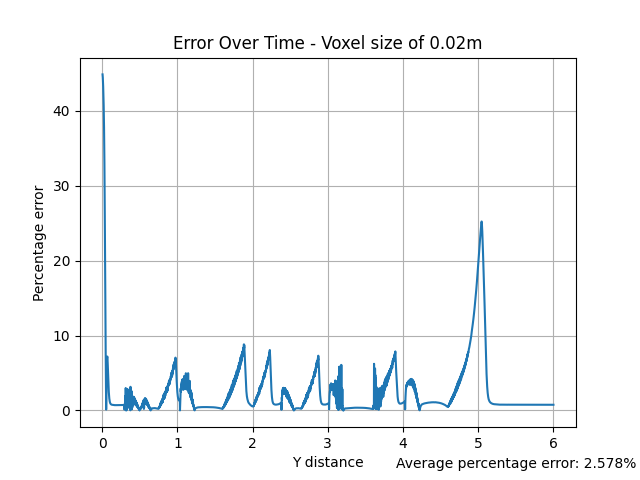 Error Over Time - Voxel size of 0.02m
Percentage error
40
30
20
10
0
0 1 2 3 4 5 6
Y distance
Average percentage error: 2.578%